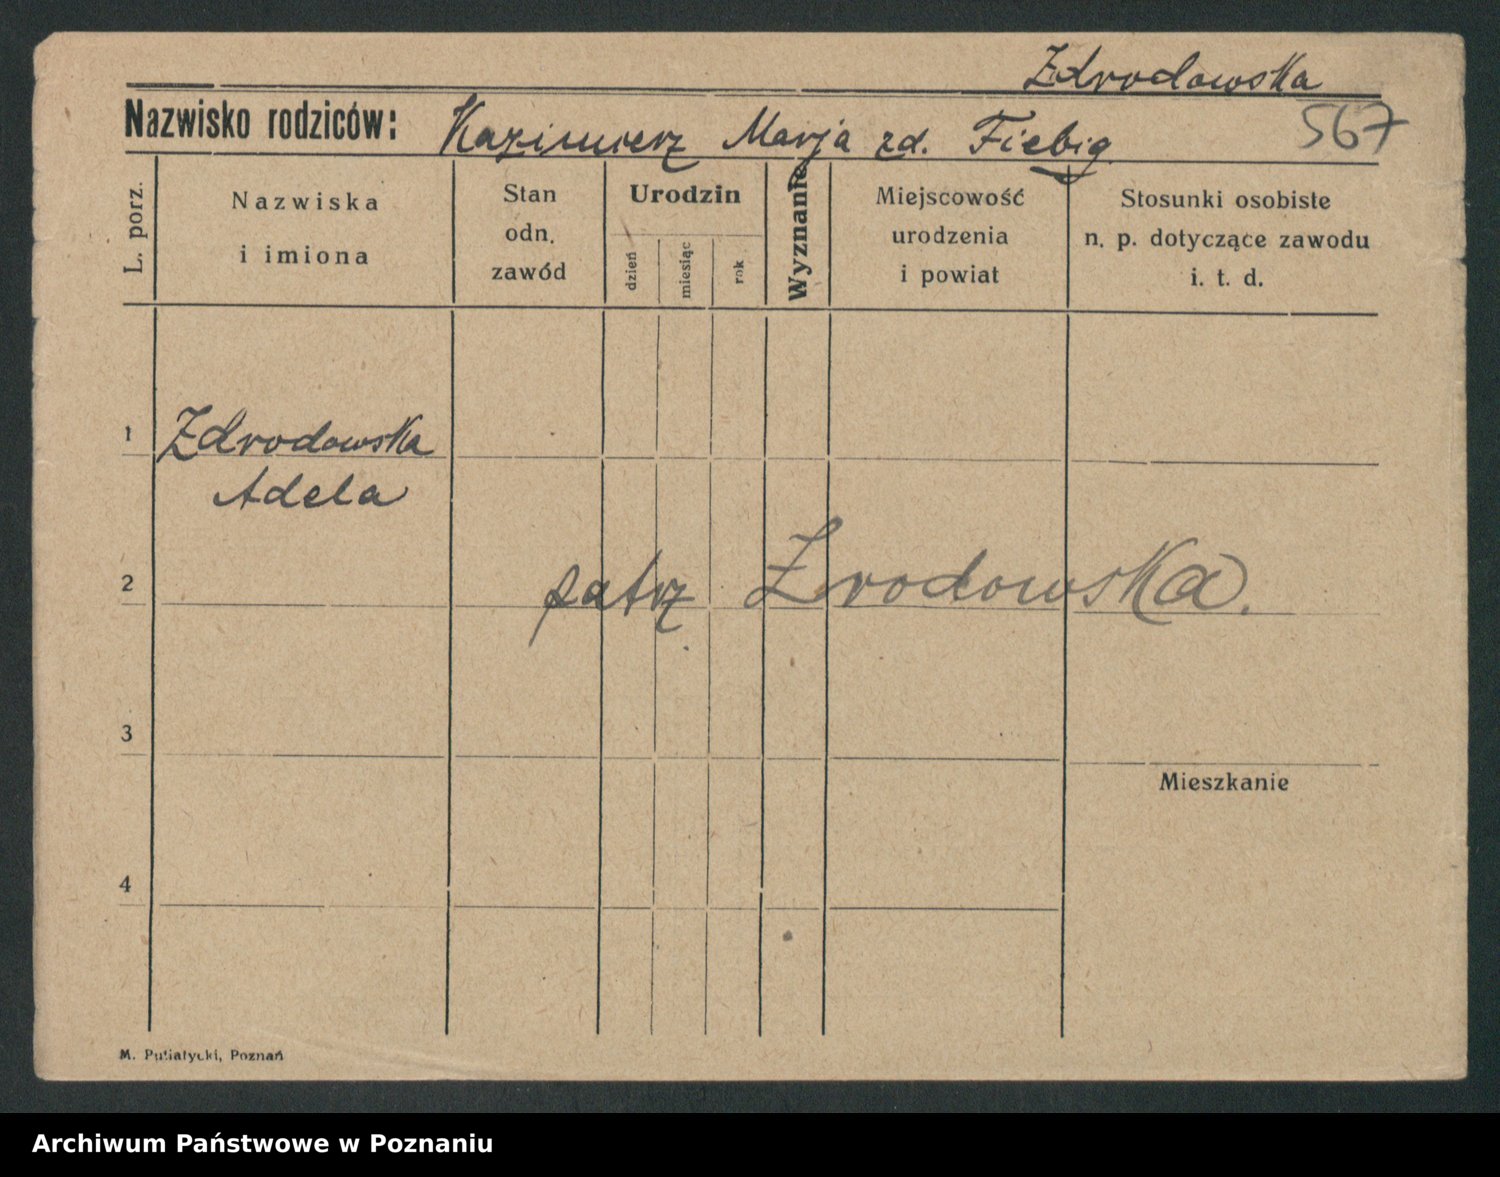 Zdrodowska
Nazwisko rodziców: Kazimierz Marja zd. Fiebig
567
L. porz.
Nazwiska
i imiona
Stan
odn.
zawód
Urodzin
dzień
miesiąc
rok
Wyznanie
Miejscowość
urodzenia
i powiat
Stosunki osobiste
n. p. dotyczące zawodu
i. t. d.
1 Zdrodowska
Adela
2 patrz Zrodowska.
3
Mieszkanie
4
M. Putiatycki, Poznań
Archiwum Państwowe w Poznaniu